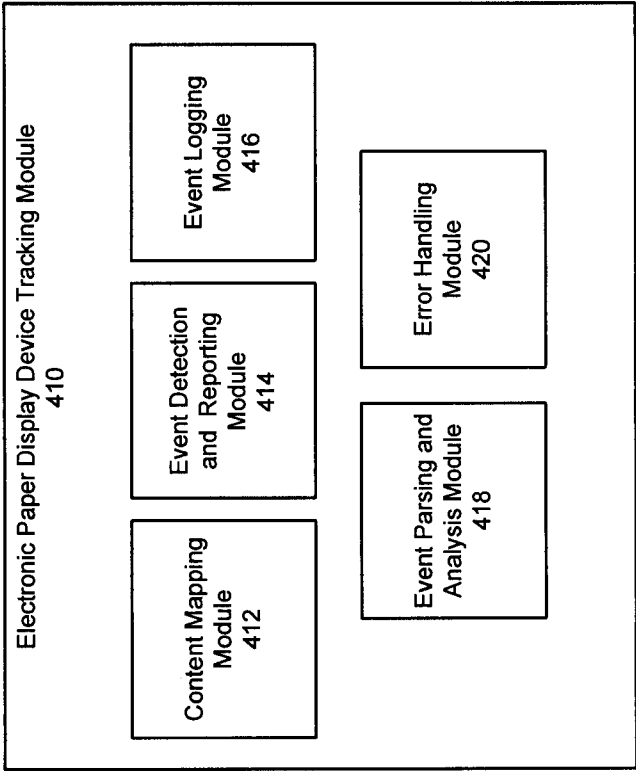 Electronic Paper Display Device Tracking Module
410
Content Mapping
Module
412
Event Detection
and Reporting
Module
414
Event Logging
Module
416
Event Parsing and
Analysis Module
418
Error Handling
Module
420